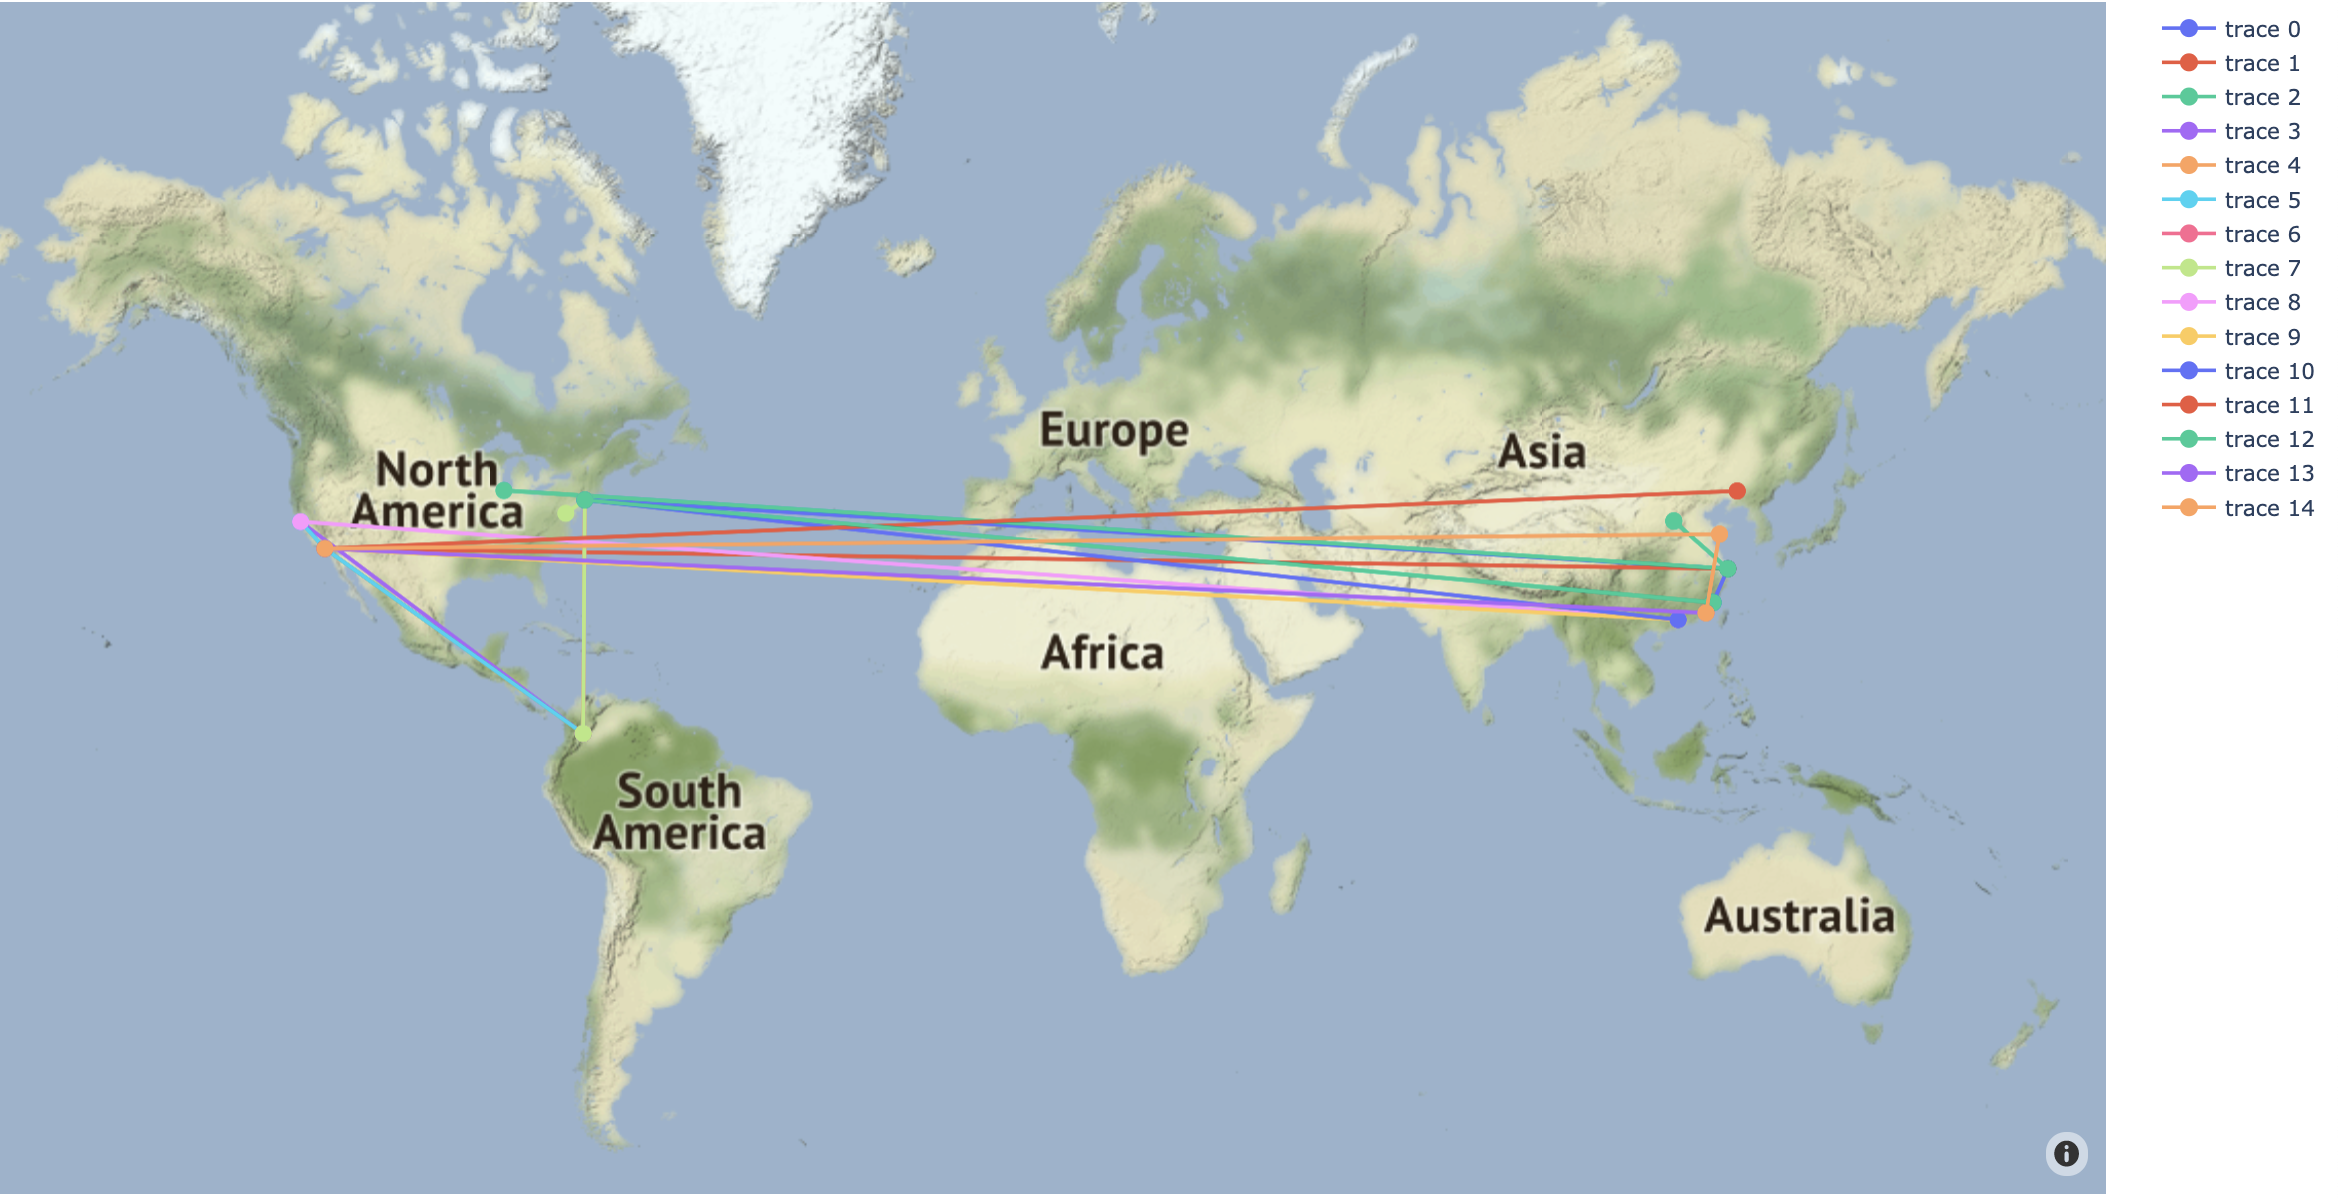 North
America
Europe
Asia
Africa
South
America
Australia
trace 0
trace 1
trace 2
trace 3
trace 4
trace 5
trace 6
trace 7
trace 8
trace 9
trace 10
trace 11
trace 12
trace 13
trace 14